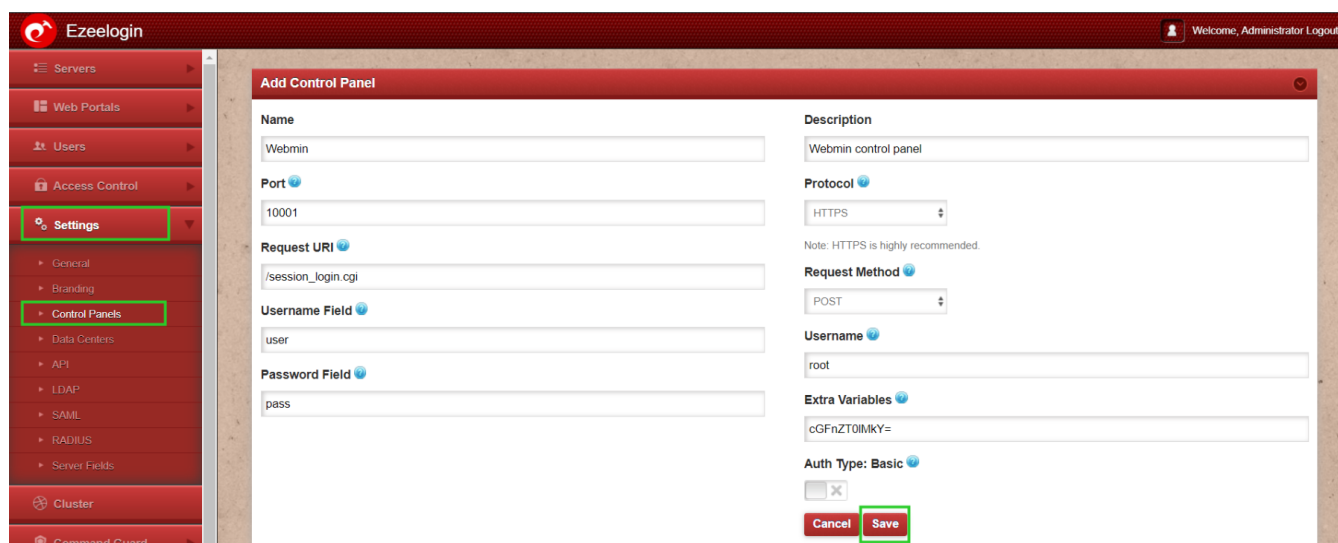 Ezeelogin
Welcome, Administrator Logout
Servers
Web Portals
Users
Access Control
Settings
General
Branding
Control Panels
Data Centers
API
LDAP
SAML
RADIUS
Server Fields
Cluster
Command Guard
Add Control Panel
Name
Webmin
Port
10001
Request URI
/session_login.cgi
Username Field
user
Password Field
pass
Description
Webmin control panel
Protocol
HTTPS
Note: HTTPS is highly recommended.
Request Method
POST
Username
root
Extra Variables
cGFnZT0lMkY=
Auth Type: Basic
Cancel
Save